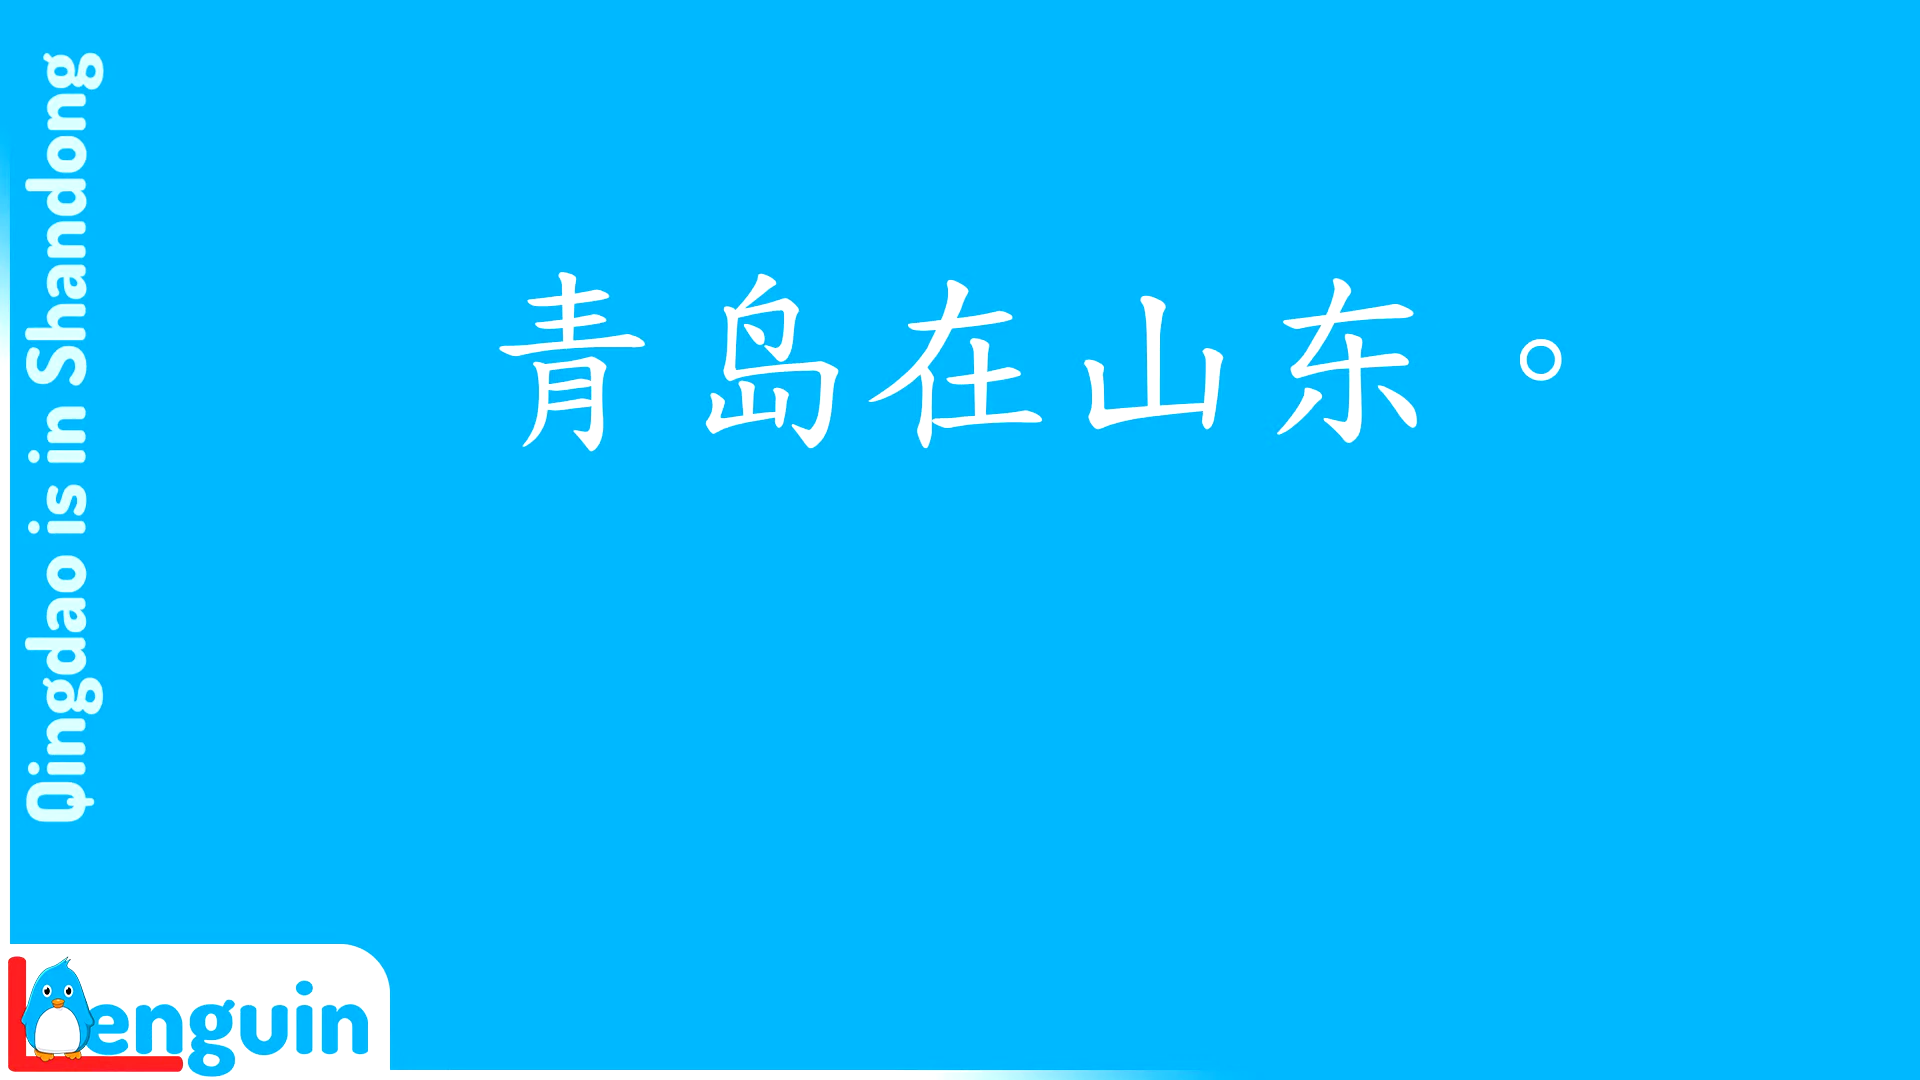 Qingdao is in Shandong
青岛在山东。
Lenguin